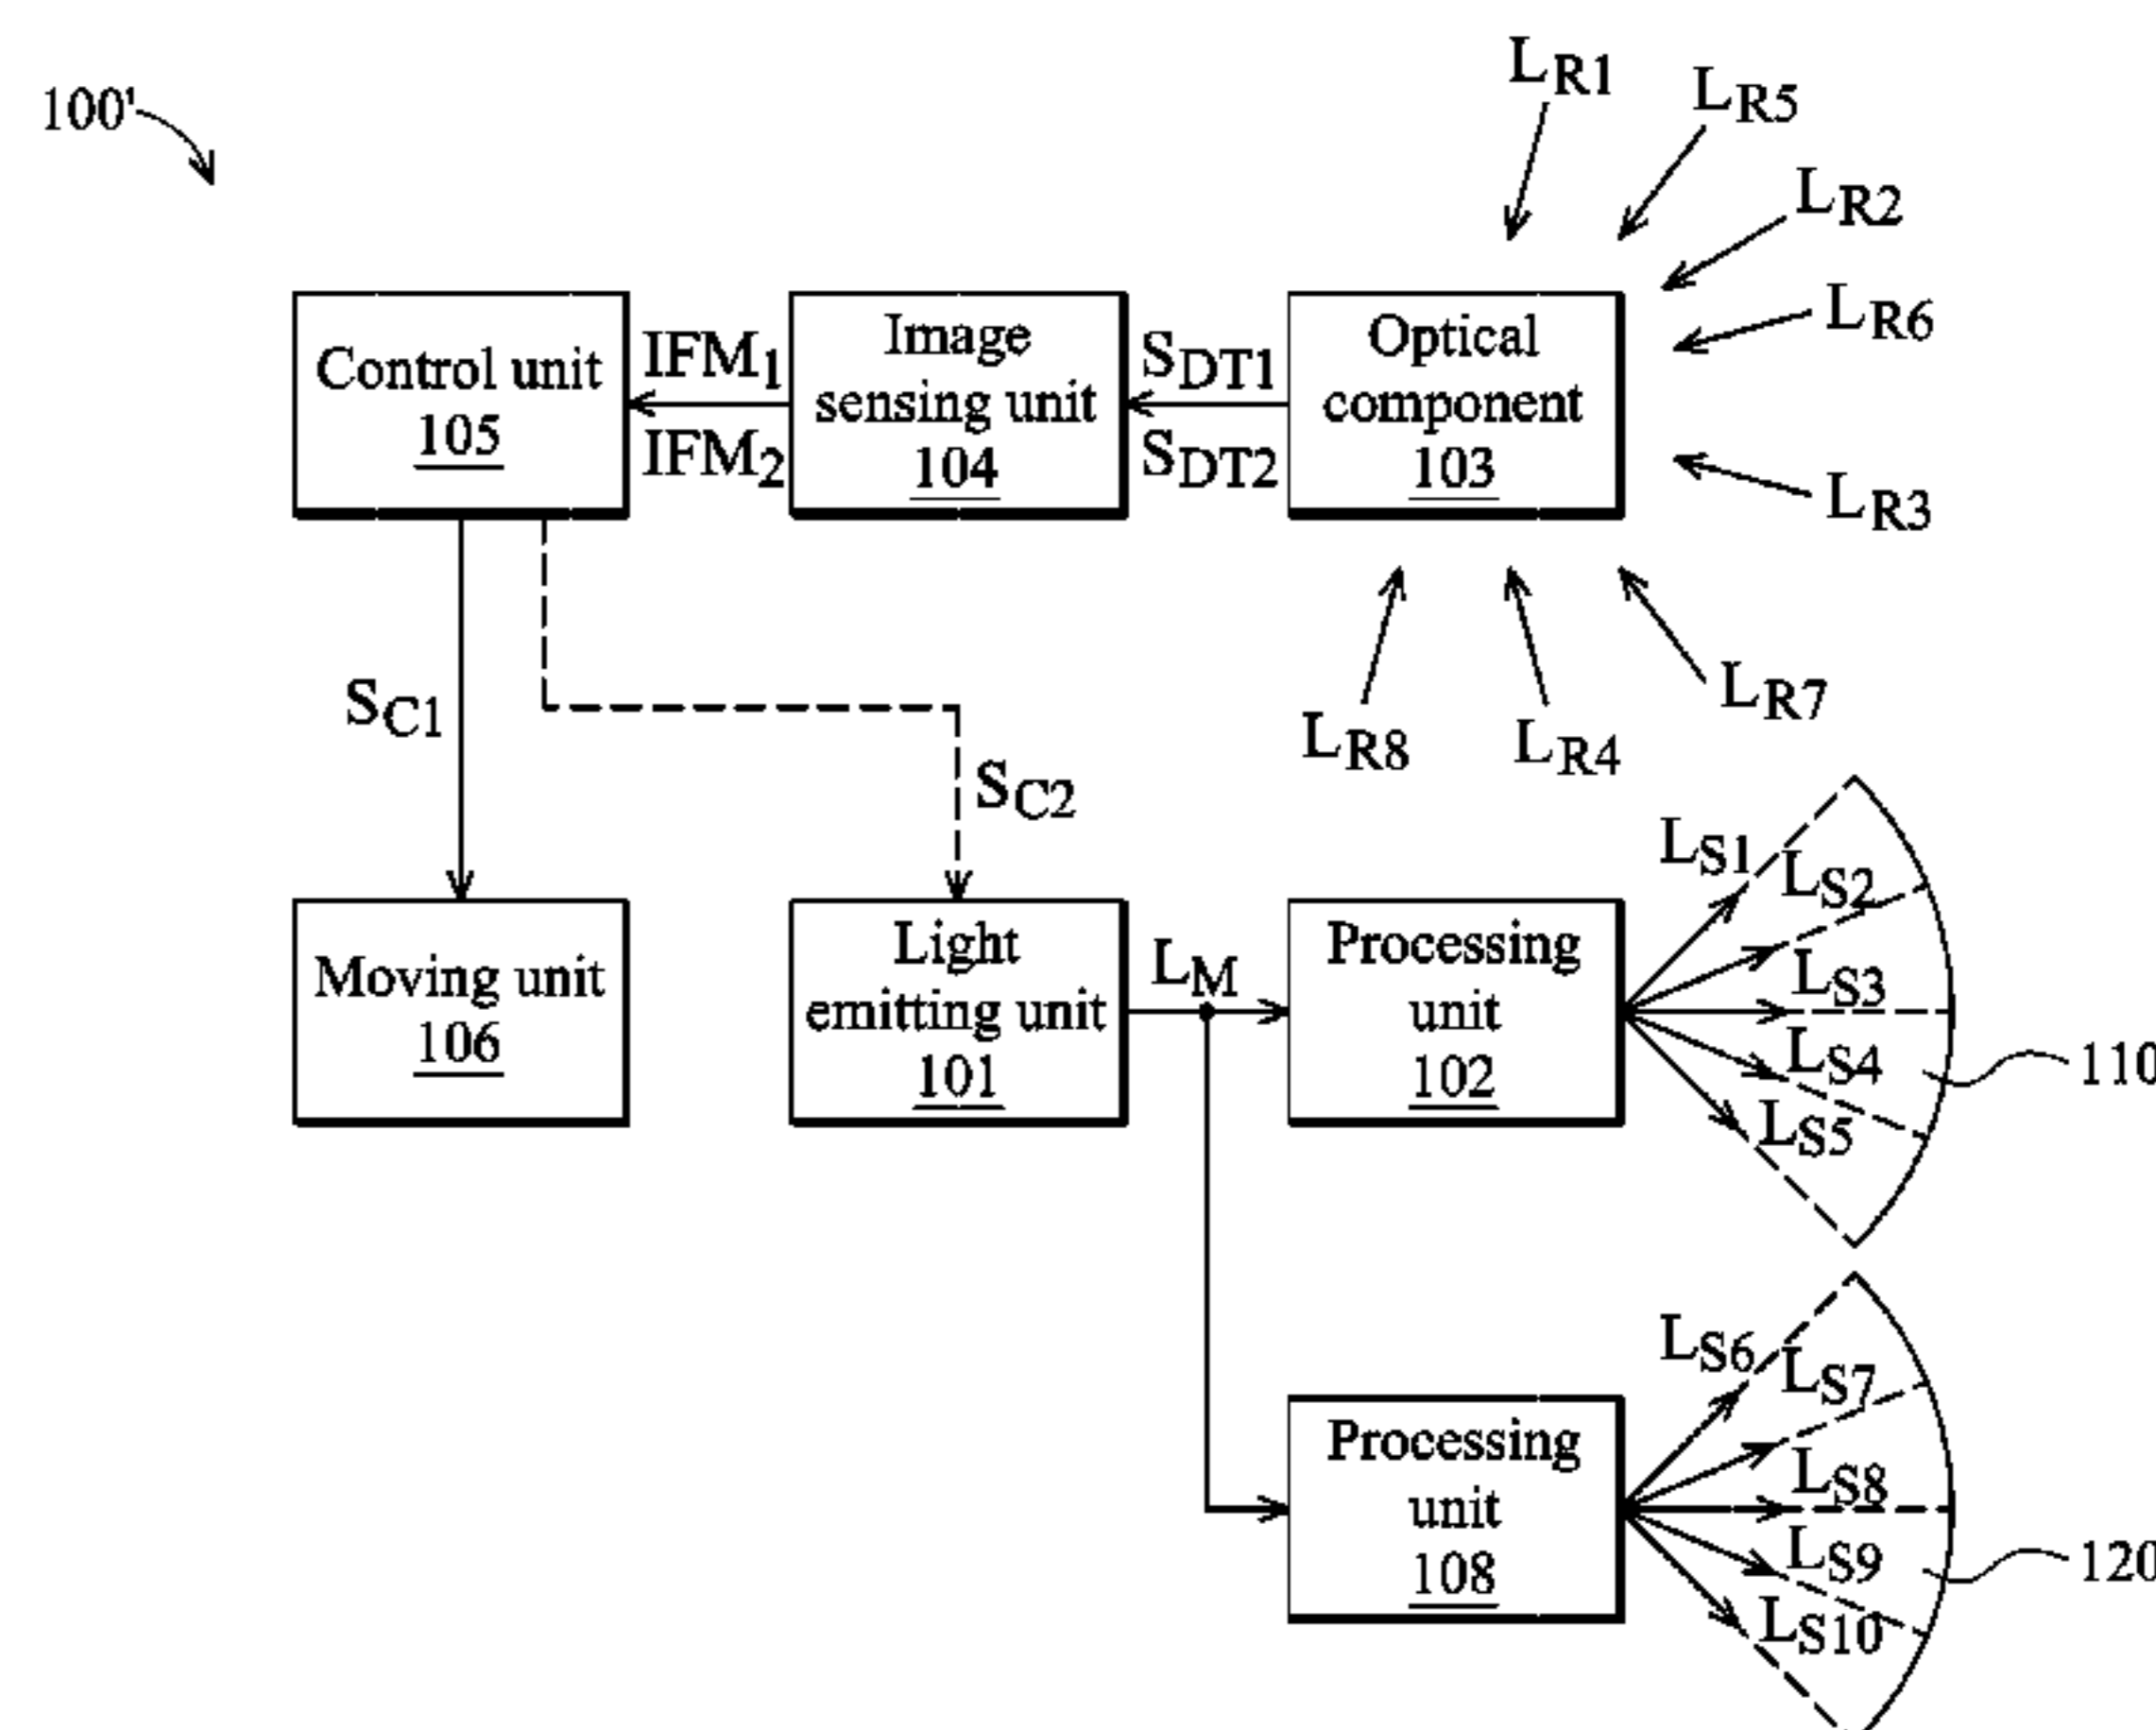 100'
LR1
LR5
LR2
LR6
LR3
LR7
LR4
LR8
Control unit
105
IFM1
IFM2
Image
sensing unit
104
SDT1
SDT2
Optical
component
103
SC1
SC2
Moving unit
106
Light
emitting unit
101
LM
Processing
unit
102
LS1
LS2
LS3
LS4
LS5
110
Processing
unit
108
LS6
LS7
LS8
LS9
LS10
120